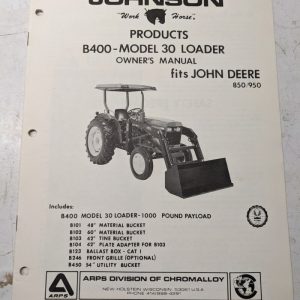 JOHNSON
Work Horse
PRODUCTS
B400-MODEL 30 LOADER
OWNER'S MANUAL
fits JOHN DEERE
850/950
Includes:
B400 MODEL 30 LOADER-1000 POUND PAYLOAD
B101 48" MATERIAL BUCKET
B102 60" MATERIAL BUCKET
B103 42" TINE BUCKET
B104 42" PLATE ADAPTER FOR B103
B123 BALLAST BOX - CAT I
B246 FRONT GRILLE (OPTIONAL)
B450 54" UTILITY BUCKET
ARPS
ARPS DIVISION OF CHROMALLOY
NEW HOLSTEIN, WISCONSIN, 53061 U.S.A.